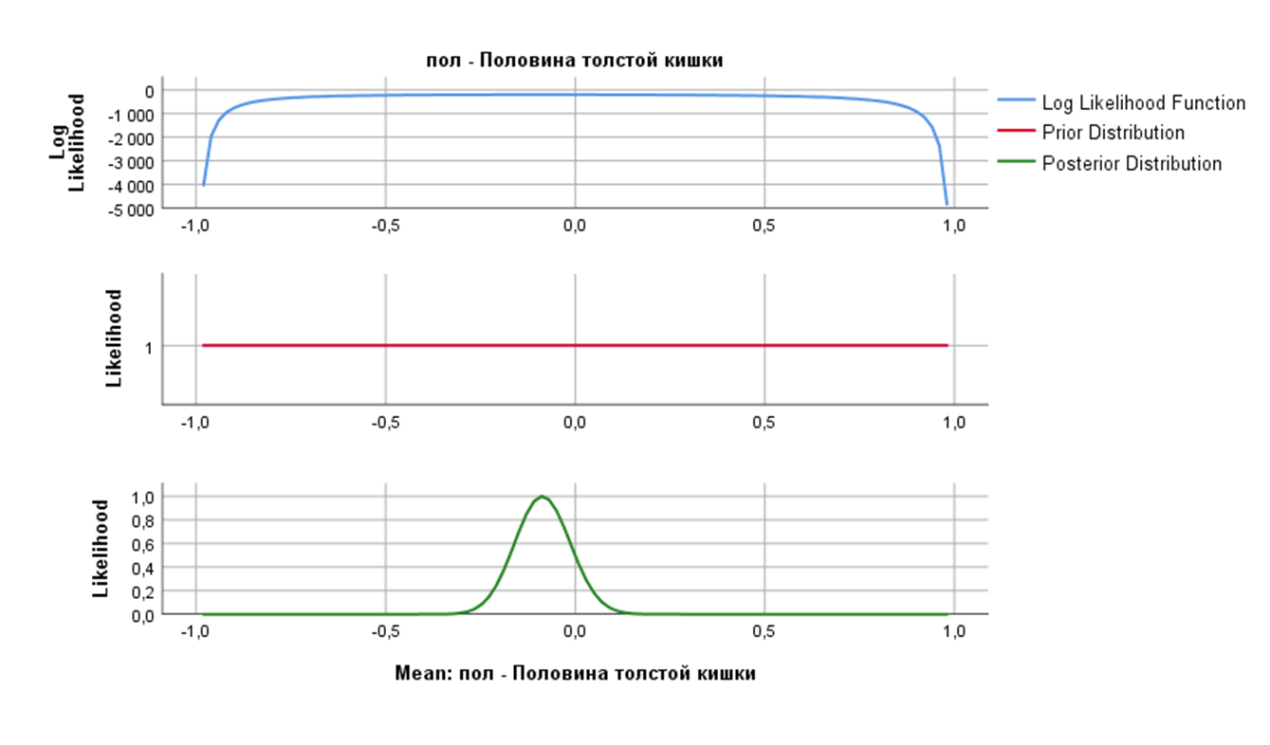 пол - Половина толстой кишки
Log
Likelihood
0
-1 000
-2 000
-3 000
-4 000
-5 000
-1,0 -0,5 0,0 0,5 1,0
Log Likelihood Function
Prior Distribution
Posterior Distribution
Likelihood
1
-1,0 -0,5 0,0 0,5 1,0
Likelihood
1,0
0,8
0,6
0,4
0,2
0,0
-1,0 -0,5 0,0 0,5 1,0
Mean: пол - Половина толстой кишки